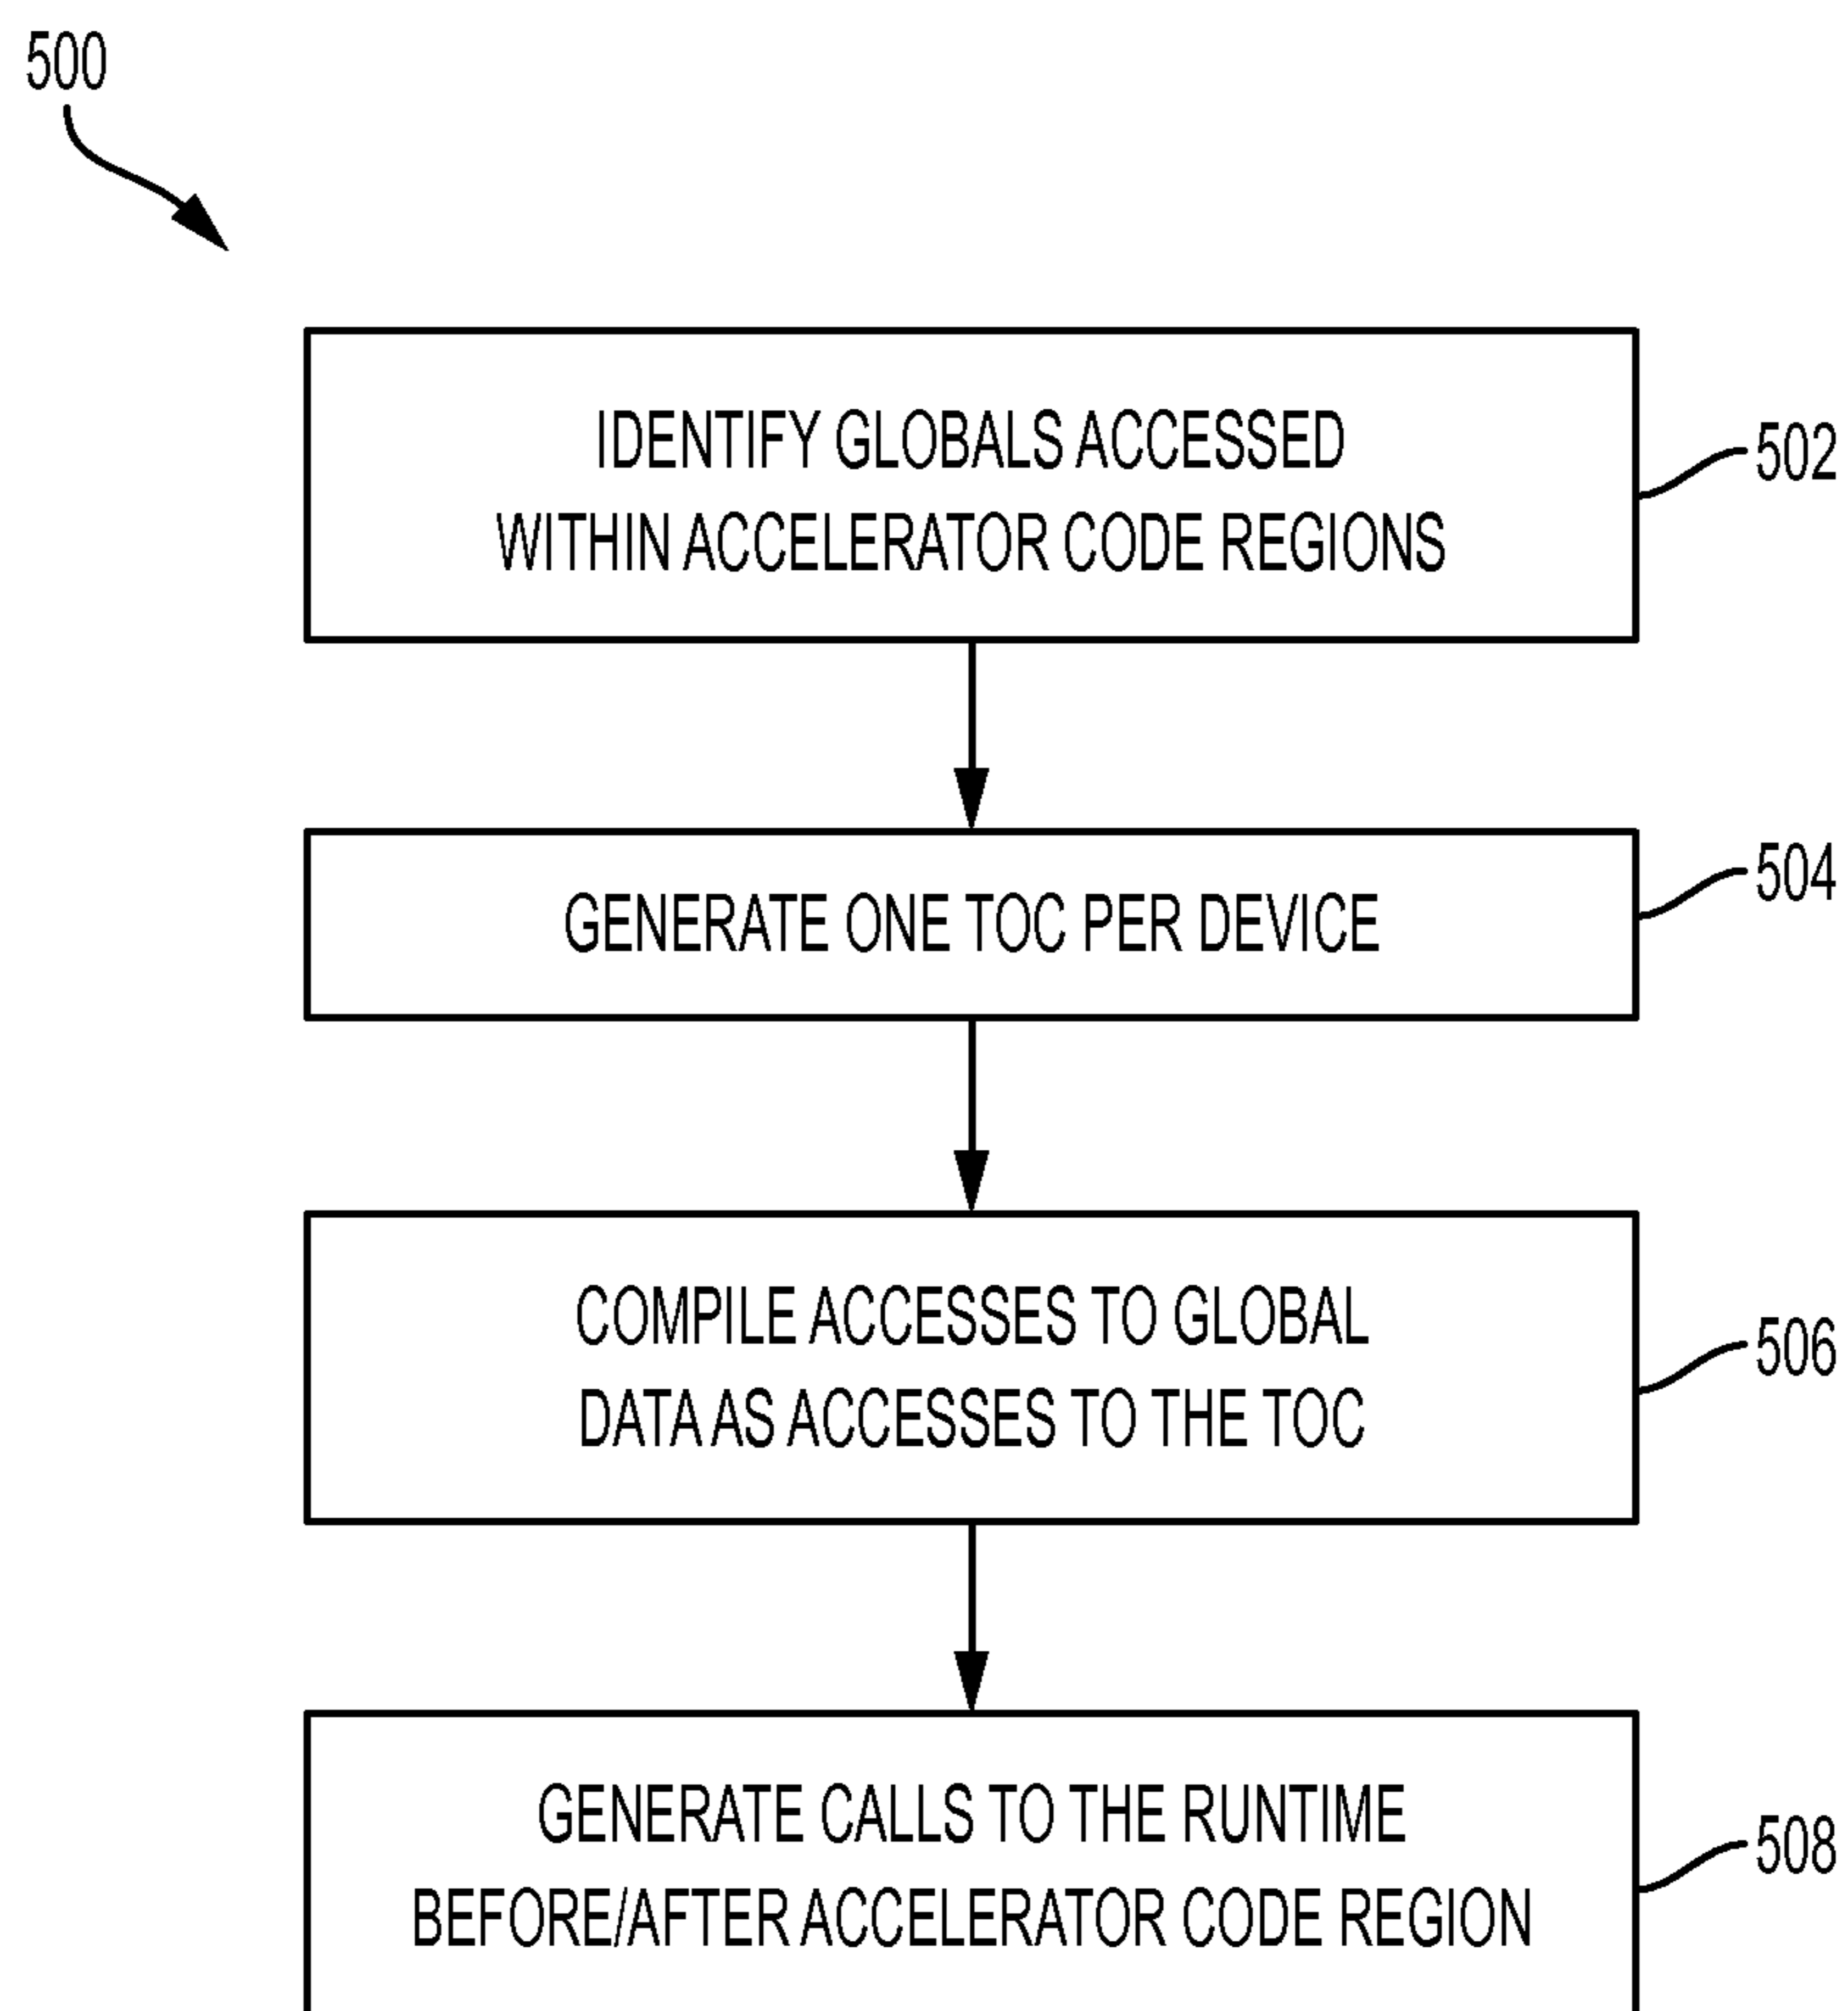 500
IDENTIFY GLOBALS ACCESSED
WITHIN ACCELERATOR CODE REGIONS
502
GENERATE ONE TOC PER DEVICE
504
COMPILE ACCESSES TO GLOBAL
DATA AS ACCESSES TO THE TOC
506
GENERATE CALLS TO THE RUNTIME
BEFORE/AFTER ACCELERATOR CODE REGION
508